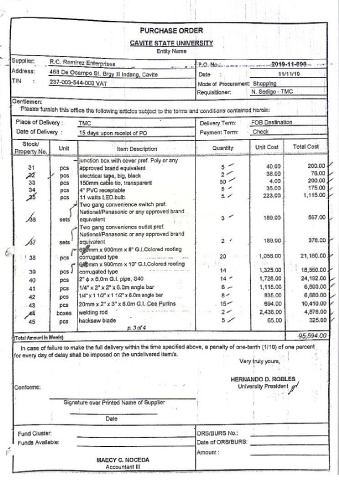 PURCHASE ORDER
CAVITE STATE UNIVERSITY
Entity Name
Supplier: R.C. Ramirez Enterprises P.O. No.: 2019-11-898
Address: 468 De Ocampo St. Brgy III Indang, Cavite Date : 11/11/19
TIN : 237-003-544-000 VAT Mode of Procurement: Shopping
Requisitioner: N. Sedigo - TMC
Gentlemen:
Please furnish this office the following articles subject to the terms and conditions contained herein:
Place of Delivery : TMC Delivery Term: FOB Destination
Date of Delivery : 15 days upon receipt of PO Payment Term: Check
Stock/ Property No. Unit Item Description Quantity Unit Cost Total Cost
junction box with cover pref. Poly or any
31 pcs approved brand equivalent 5 40.00 200.00
32 pcs electrical tape, big, black 2 38.00 76.00
33 pcs 150mm cable tie, transparent 50 4.00 200.00
34 pcs 4" PVC receptacle 5 35.00 175.00
35 pcs 11 watts LED bulb 5 223.00 1,115.00
Two gang convenience switch pref.
National/Panasonic or any approved brand
36 sets equivalent 3 189.00 567.00
Two gang convenience outlet pref.
National/Panasonic or any approved brand
37 sets equivalent 2 189.00 378.00
x 900mm x 8" G.I.Colored roofing
38 pcs corrugated type 20 1,058.00 21,160.00
x 900mm x 10" G.I.Colored roofing
39 pcs corrugated type 14 1,325.00 18,550.00
40 pcs 2" ø x 6.0m G.I. pipe, S40 14 1,728.00 24,192.00
41 pcs 1/4" x 2" x 2" x 6.0m angle bar 6 1,115.00 6,690.00
42 pcs 1/4" x 1 1/2" x 1 1/2" x 6.0m angle bar 8 835.00 6,680.00
43 pcs 20mm x 2" x 3" x 6.0m G.I. Cee Purlins 15 694.00 10,410.00
44 boxes welding rod 2 2,438.00 4,876.00
45 pcs hacksaw blade 5 65.00 325.00
p. 3 of 4
(Total Amount in Words) 95,594.00
In case of failure to make the full delivery within the time specified above, a penalty of one-tenth (1/10) of one percent
for every day of delay shall be imposed on the undelivered item/s.
Very truly yours,
HERNANDO D. ROBLES
Conforme: University President
Signature over Printed Name of Supplier
Date
Fund Cluster: ORS/BURS No.:
Funds Available: Date of ORS/BURS:
Amount :
MAECY C. NOCEDA
Accountant III